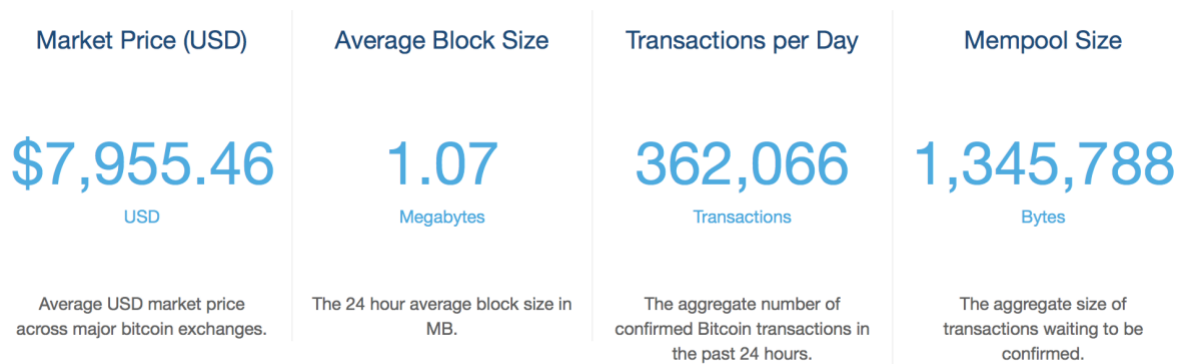 Market Price (USD)
$7,955.46
USD
Average USD market price
across major bitcoin exchanges.
Average Block Size
1.07
Megabytes
The 24 hour average block size in
MB.
Transactions per Day
362,066
Transactions
The aggregate number of
confirmed Bitcoin transactions in
the past 24 hours.
Mempool Size
1,345,788
Bytes
The aggregate size of
transactions waiting to be
confirmed.